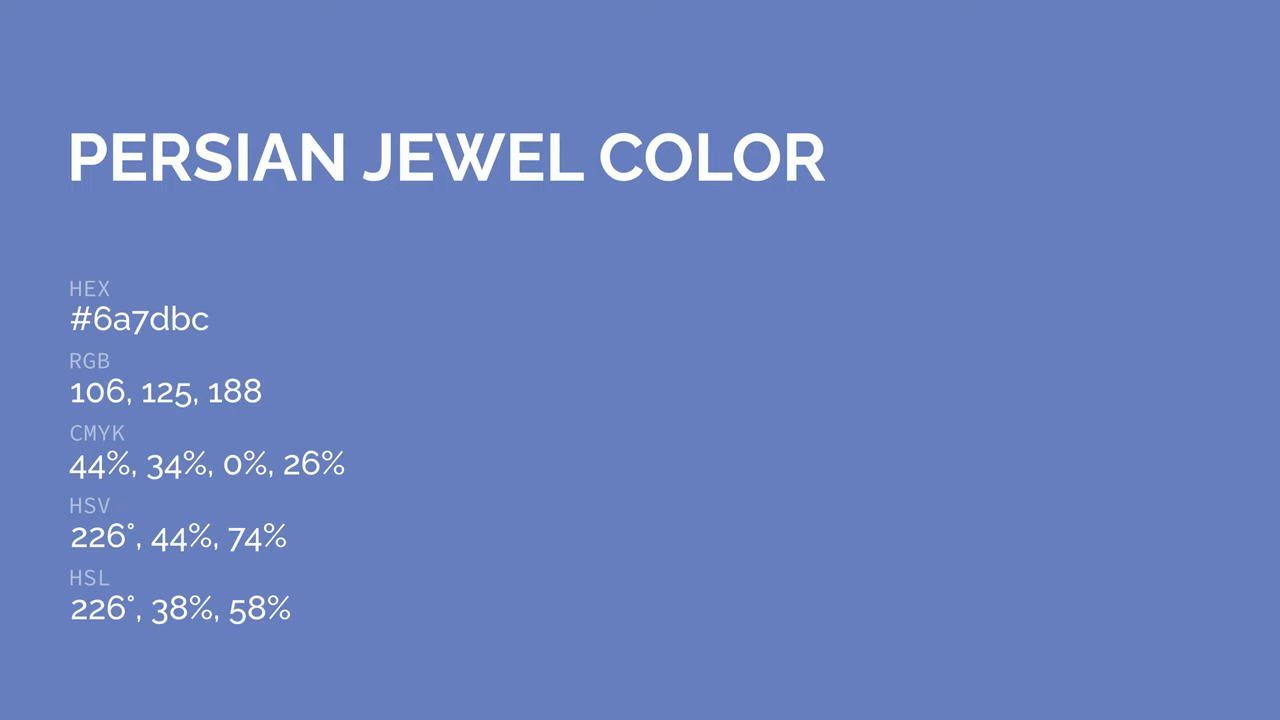 PERSIAN JEWEL COLOR
HEX
#6a7dbc
RGB
106, 125, 188
CMYK
44%, 34%, 0%, 26%
HSV
226°, 44%, 74%
HSL
226°, 38%, 58%